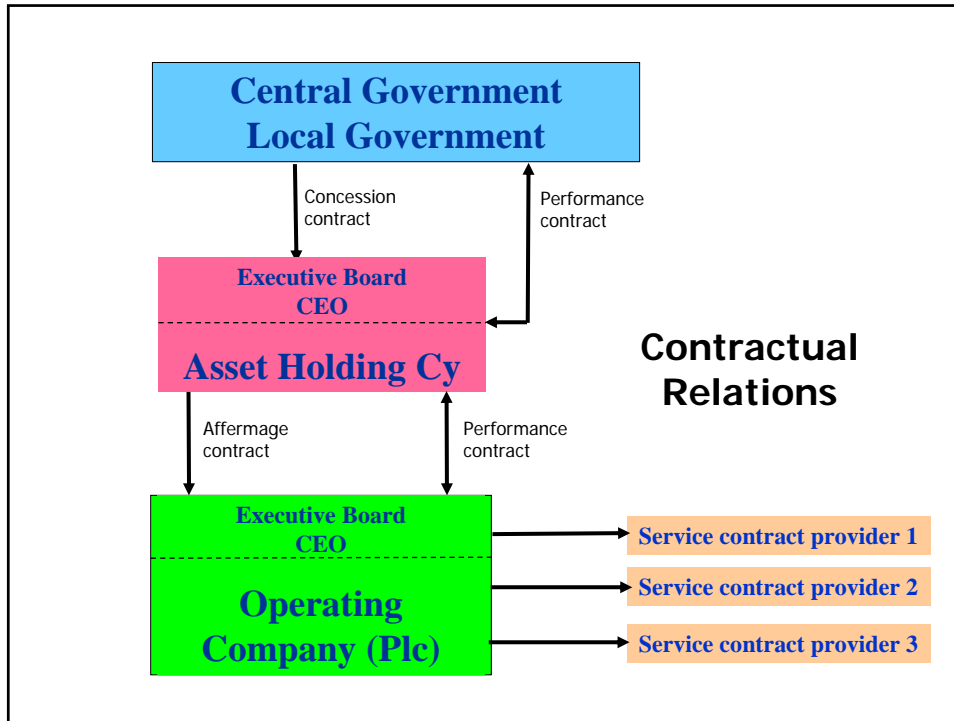 Central Government
Local Government
Concession
contract
Performance
contract
Executive Board
CEO
Asset Holding Cy
Contractual
Relations
Affermage
contract
Performance
contract
Executive Board
CEO
Operating
Company (Plc)
Service contract provider 1
Service contract provider 2
Service contract provider 3